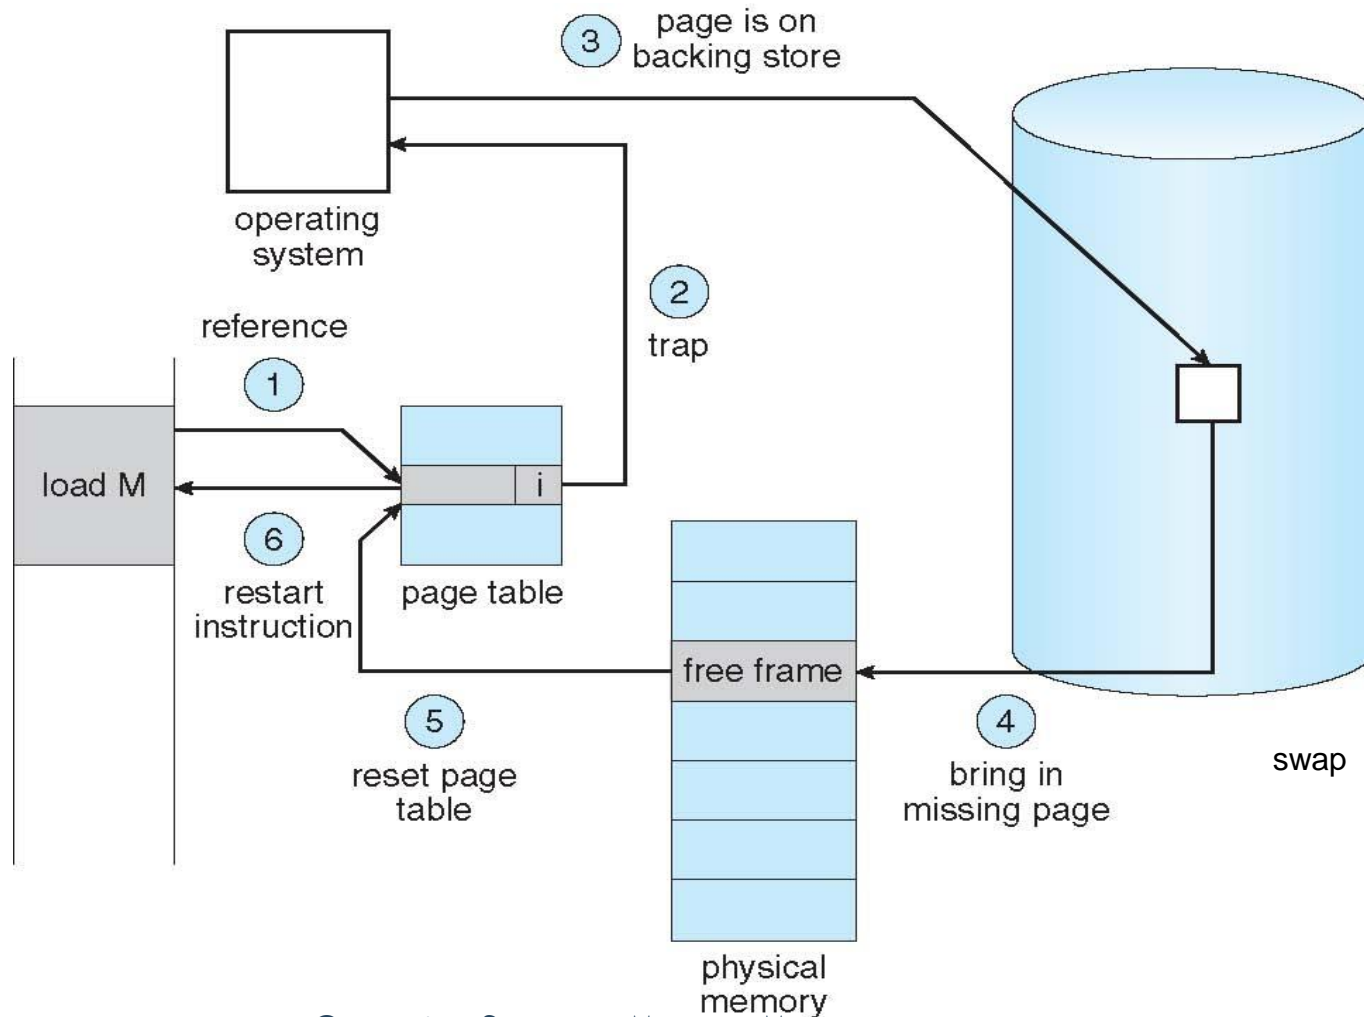 3
page is on
backing store
operating
system
2
trap
reference
1
load M
i
6
restart
instruction
page table
free frame
5
reset page
table
4
bring in
missing page
swap
physical
memory